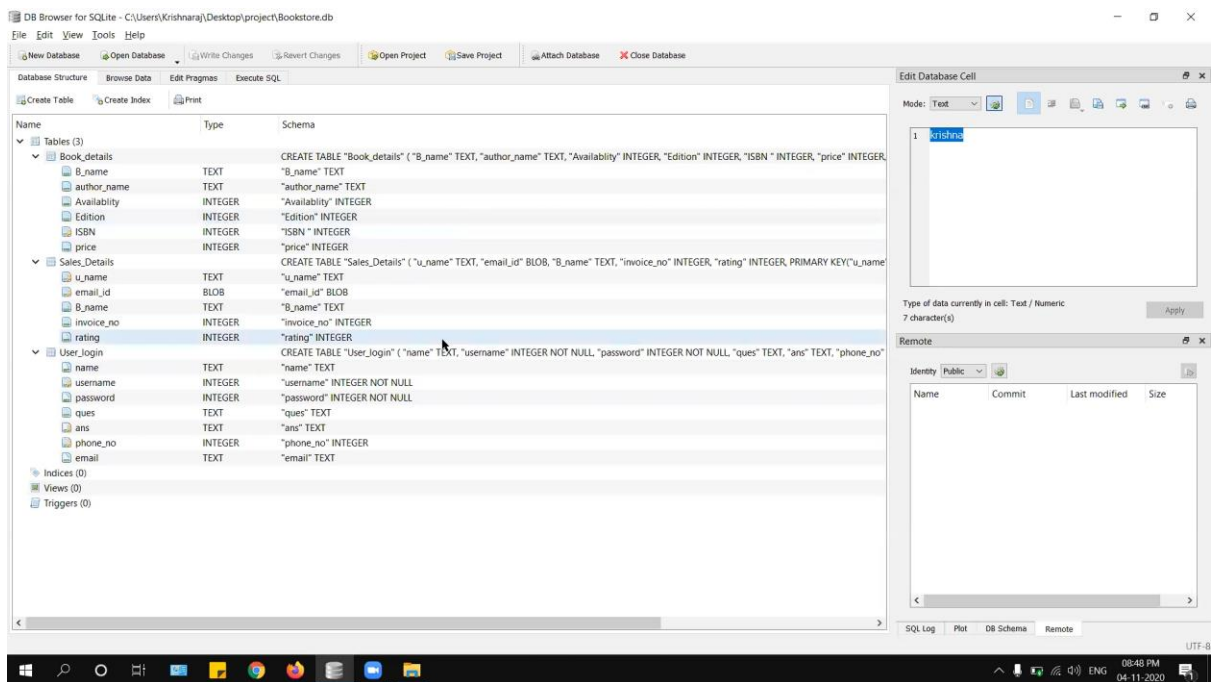 DB Browser for SQLite - C:\Users\Krishnaraj\Desktop\project\Bookstore.db
File Edit View Tools Help
New Database Open Database Write Changes Revert Changes Open Project Save Project Attach Database Close Database
Database Structure Browse Data Edit Pragmas Execute SQL
Create Table Create Index Print
Name Type Schema
Tables (3)
Book_details CREATE TABLE "Book_details" ( "B_name" TEXT, "author_name" TEXT, "Availablity" INTEGER, "Edition" INTEGER, "ISBN " INTEGER, "price" INTEGER,
B_name TEXT "B_name" TEXT
author_name TEXT "author_name" TEXT
Availablity INTEGER "Availablity" INTEGER
Edition INTEGER "Edition" INTEGER
ISBN INTEGER "ISBN " INTEGER
price INTEGER "price" INTEGER
Sales_Details CREATE TABLE "Sales_Details" ( "u_name" TEXT, "email_id" BLOB, "B_name" TEXT, "invoice_no" INTEGER, "rating" INTEGER, PRIMARY KEY("u_name"
u_name TEXT "u_name" TEXT
email_id BLOB "email_id" BLOB
B_name TEXT "B_name" TEXT
invoice_no INTEGER "invoice_no" INTEGER
rating INTEGER "rating" INTEGER
User_login CREATE TABLE "User_login" ( "name" TEXT, "username" INTEGER NOT NULL, "password" INTEGER NOT NULL, "ques" TEXT, "ans" TEXT, "phone_no"
name TEXT "name" TEXT
username INTEGER "username" INTEGER NOT NULL
password INTEGER "password" INTEGER NOT NULL
ques TEXT "ques" TEXT
ans TEXT "ans" TEXT
phone_no INTEGER "phone_no" INTEGER
email TEXT "email" TEXT
Indices (0)
Views (0)
Triggers (0)
Edit Database Cell
Mode: Text
1 krishna
Type of data currently in cell: Text / Numeric
7 character(s)
Apply
Remote
Identity Public
Name Commit Last modified Size
SQL Log Plot DB Schema Remote
UTF-8
ENG 08:48 PM
04-11-2020